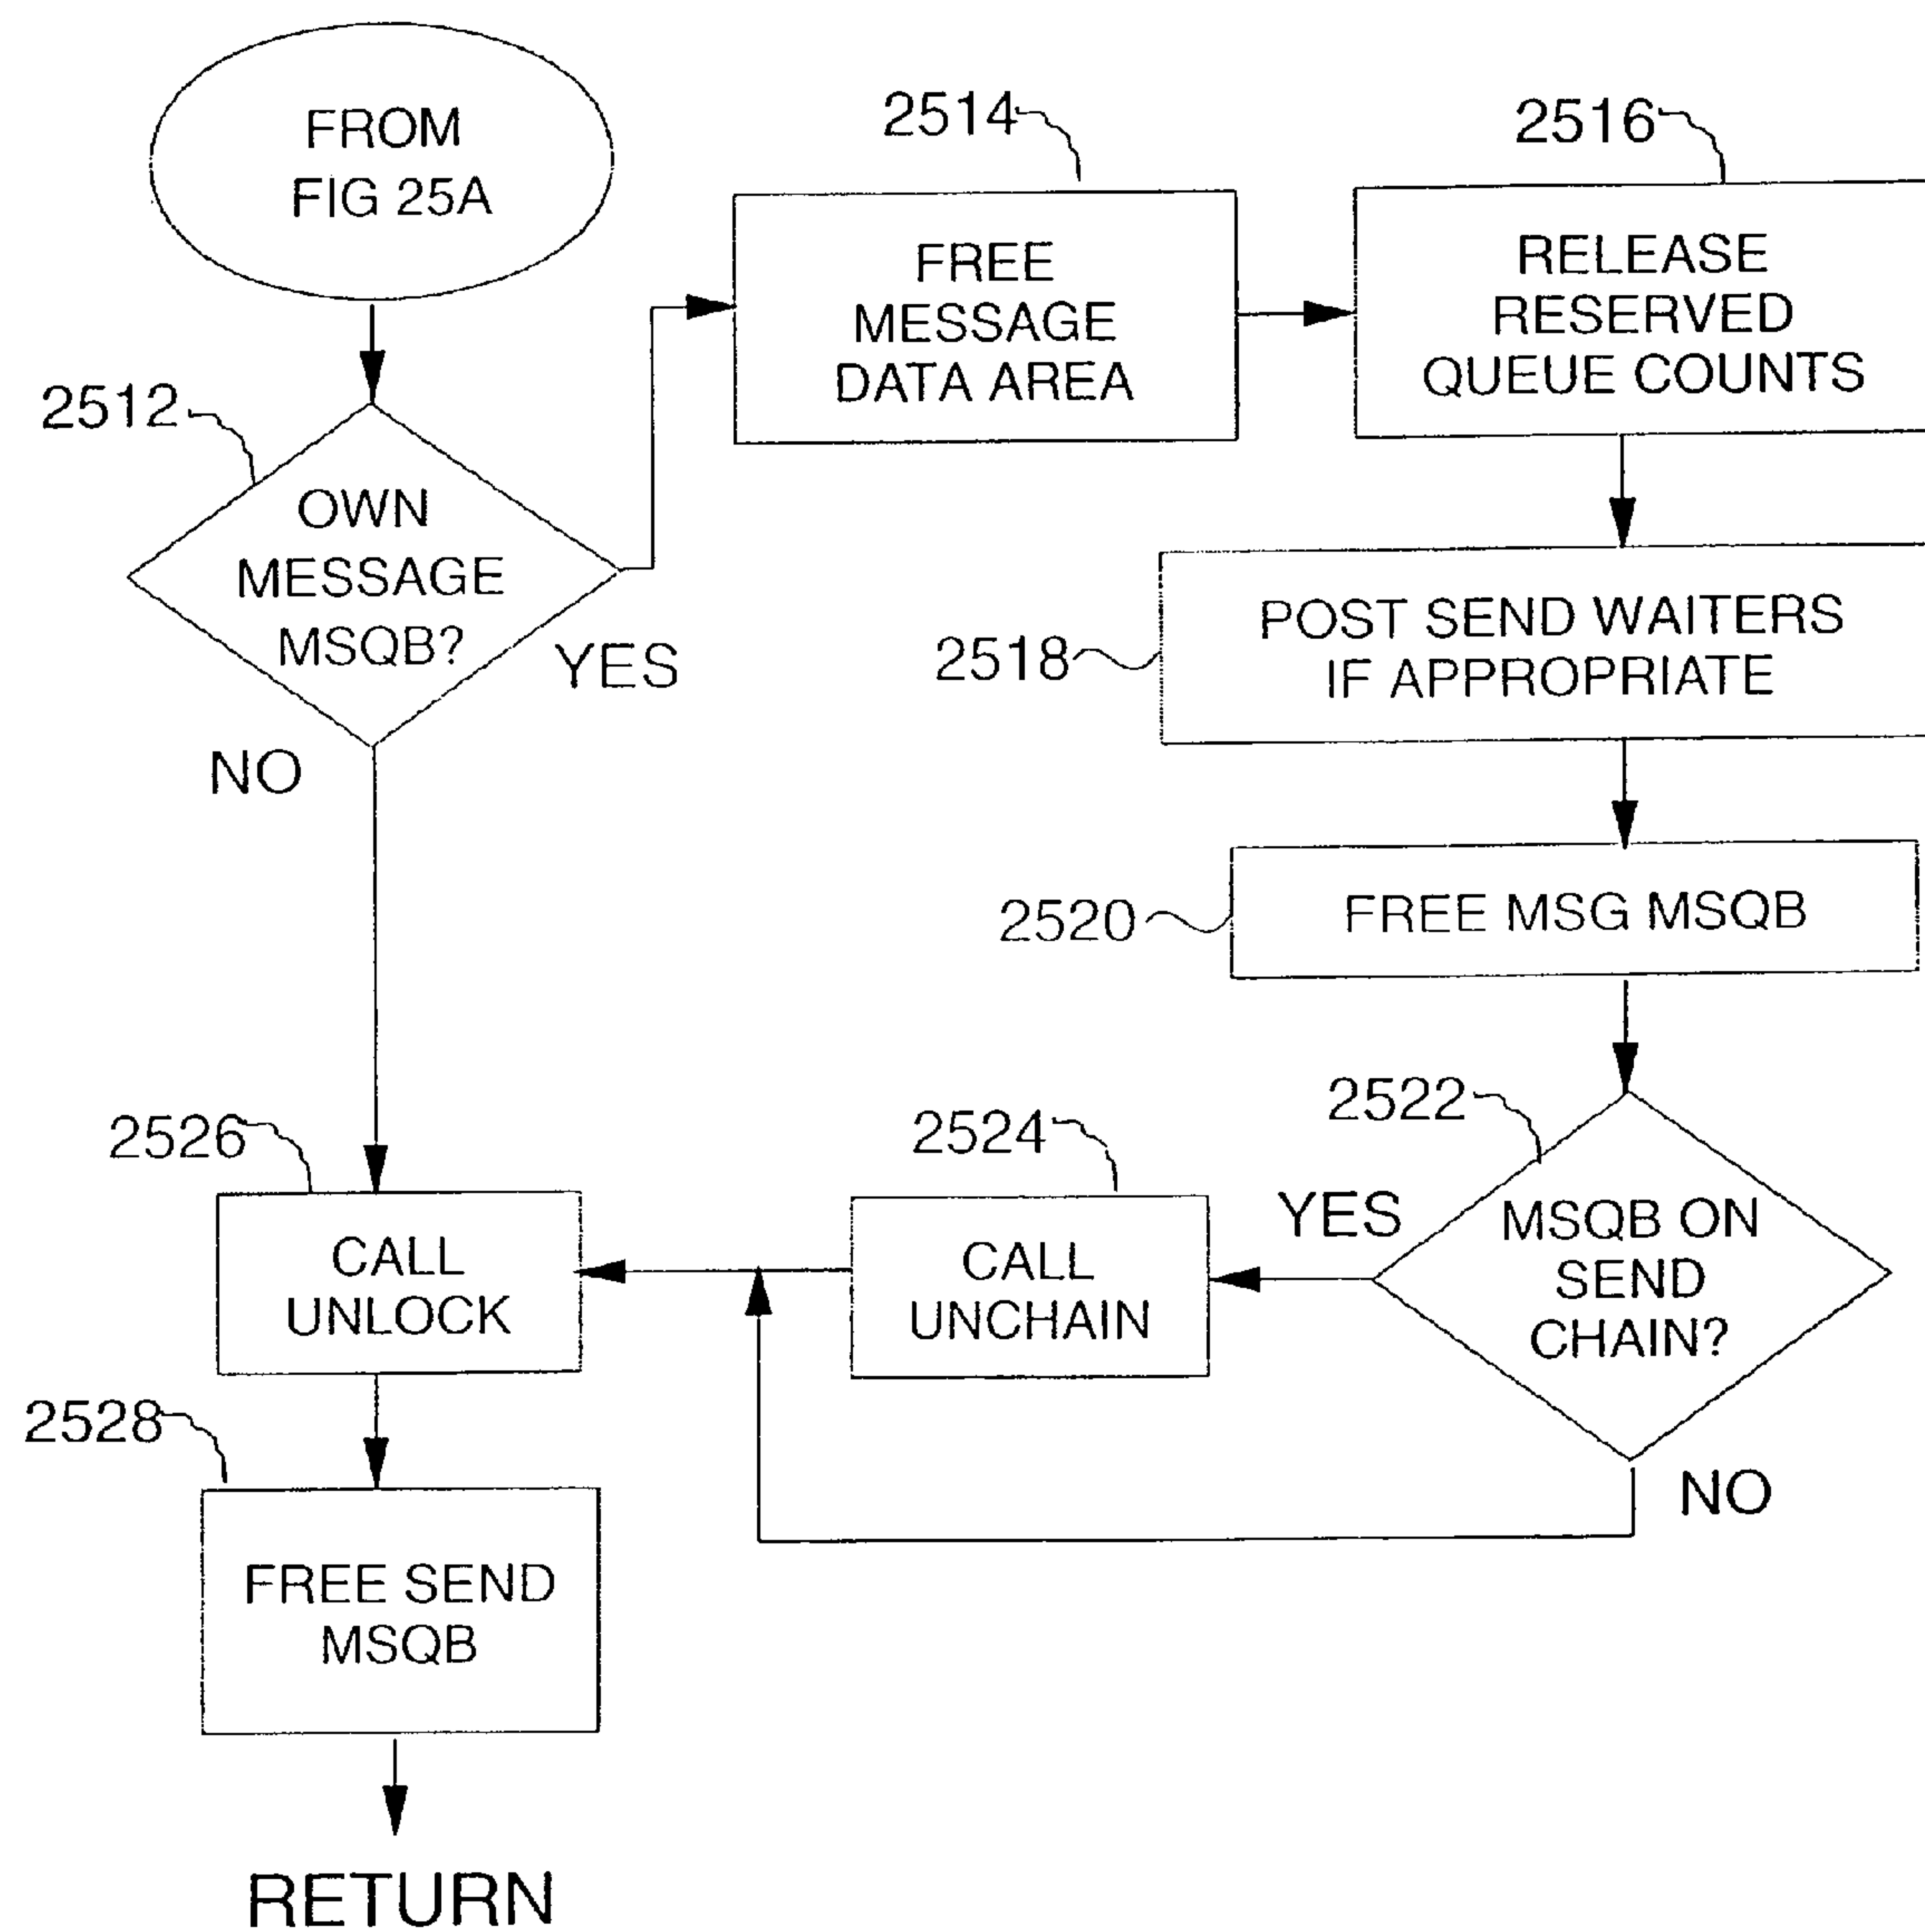 FROM
FIG 25A
2514
2516
FREE
MESSAGE
DATA AREA
RELEASE
RESERVED
QUEUE COUNTS
2512
OWN
MESSAGE
MSQB?
YES
NO
2518
POST SEND WAITERS
IF APPROPRIATE
2520
FREE MSG MSQB
2522
MSQB ON
SEND
CHAIN?
YES
NO
2524
CALL
UNCHAIN
2526
CALL
UNLOCK
2528
FREE SEND
MSQB
RETURN